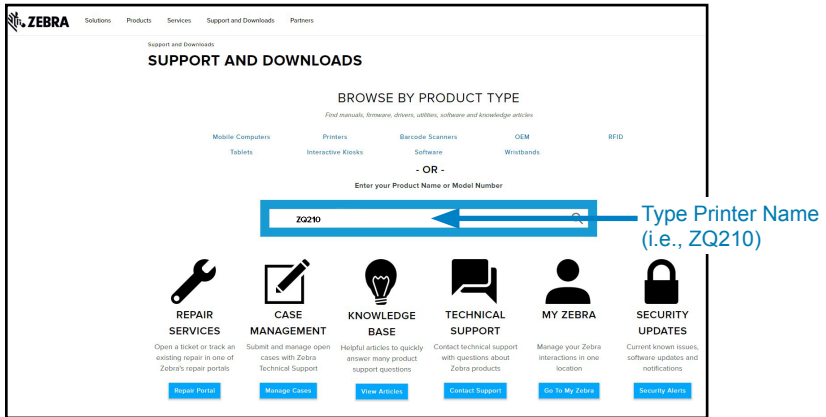 ZEBRA Solutions Products Services Support and Downloads Partners
Support and Downloads
SUPPORT AND DOWNLOADS
BROWSE BY PRODUCT TYPE
Find manuals, firmware, drivers, utilities, software and knowledge articles
Mobile Computers Printers Barcode Scanners OEM RFID
Tablets Interactive Kiosks Software Wristbands
- OR -
Enter your Product Name or Model Number
ZQ210
Type Printer Name
(i.e., ZQ210)
REPAIR
SERVICES
Open a ticket or track an
existing repair in one of
Zebra's repair portals
Repair Portal
CASE
MANAGEMENT
Submit and manage open
cases with Zebra
Technical Support
Manage Cases
KNOWLEDGE
BASE
Helpful articles to quickly
answer many product
support questions
View Articles
TECHNICAL
SUPPORT
Contact technical support
with questions about
Zebra products
Contact Support
MY ZEBRA
Manage your Zebra
interactions in one
location
Go To My Zebra
SECURITY
UPDATES
Current known issues,
software updates and
notifications
Security Alerts